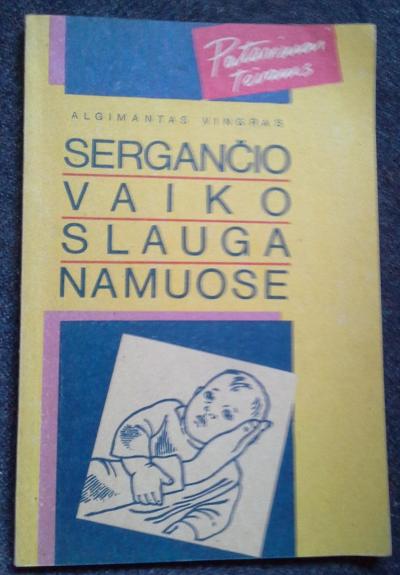 Patarimai
Tėvams
ALGIMANTAS VINGRAS
SERGANČIO
VAIKO
SLAUGA
NAMUOSE